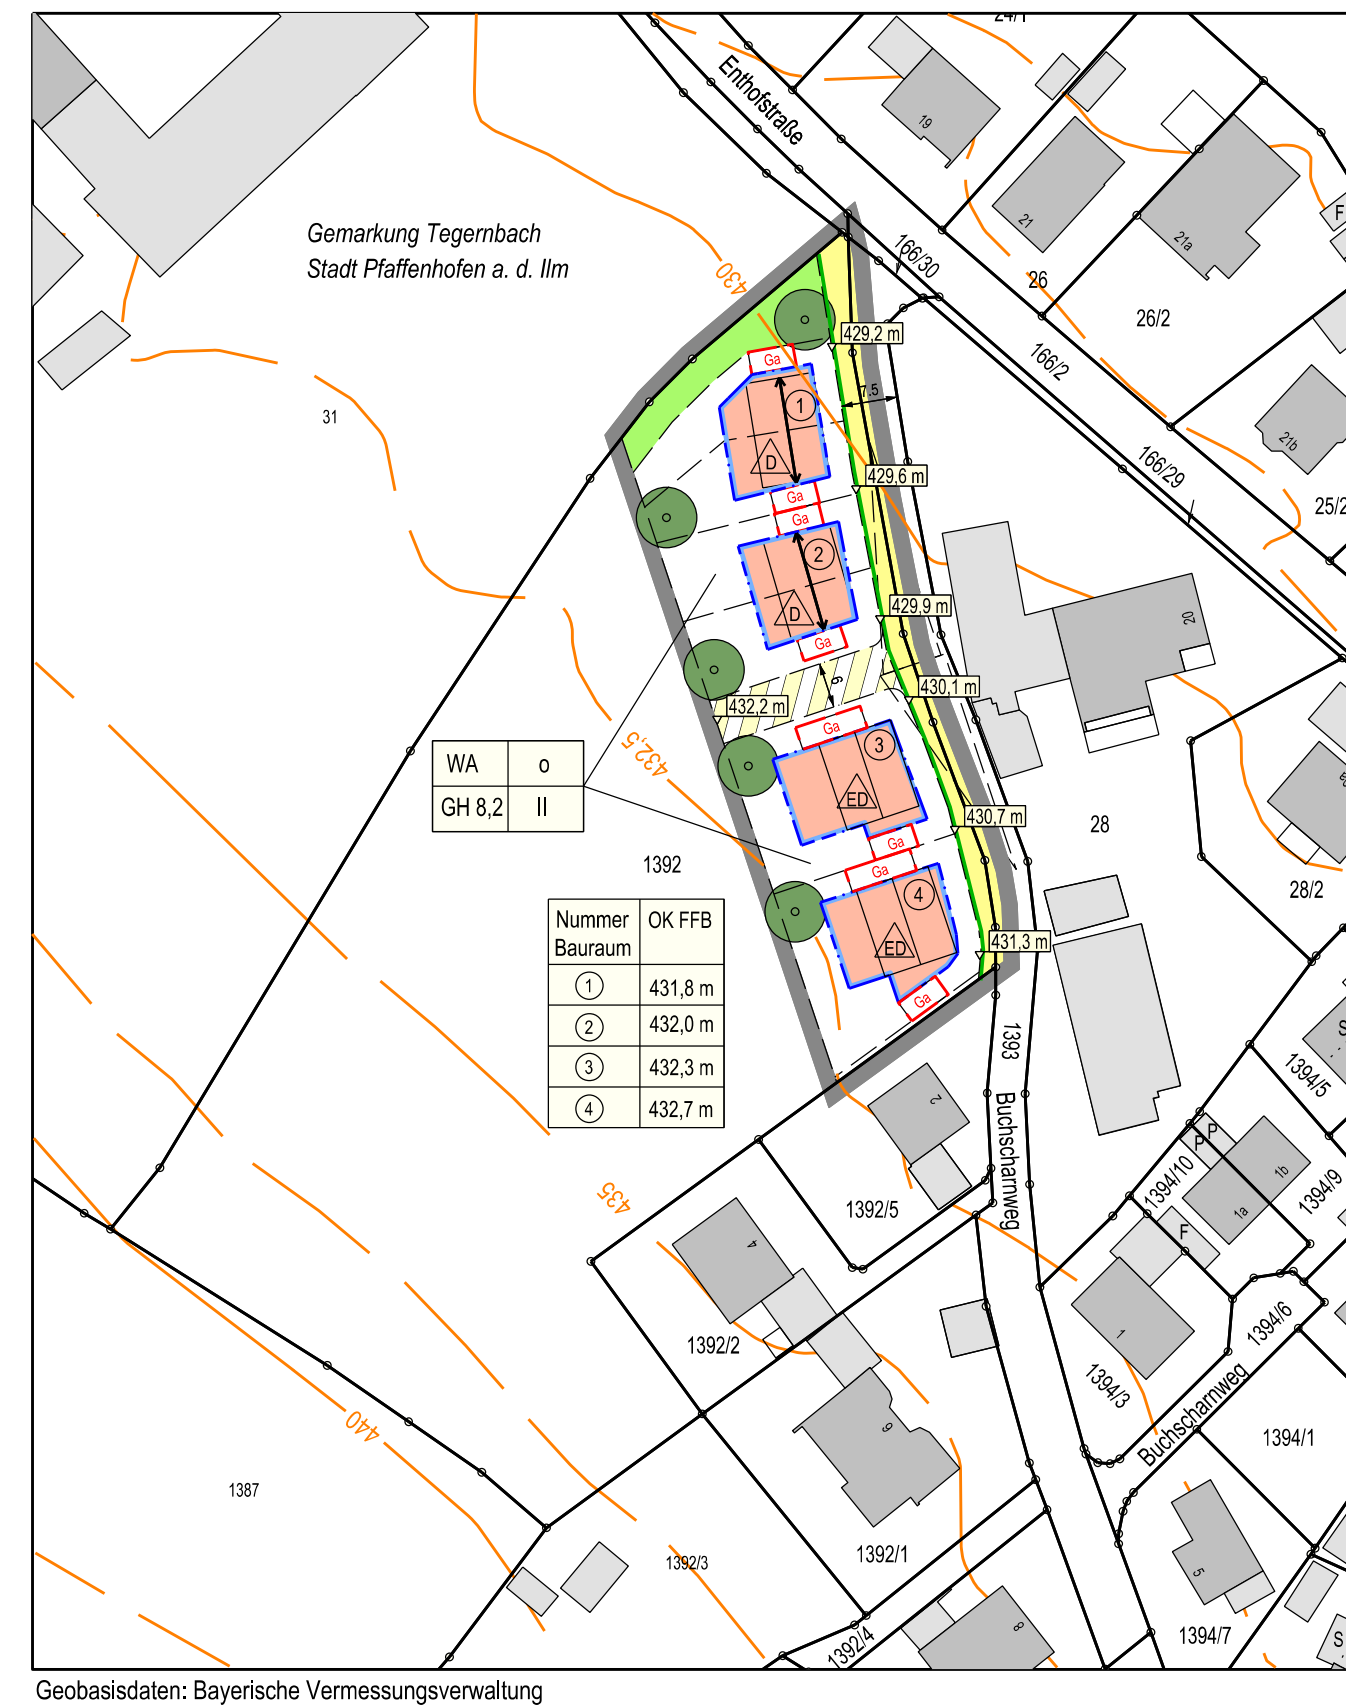 24/1
Enthofstraße
19
21
21a
F
Gemarkung Tegernbach
Stadt Pfaffenhofen a. d. Ilm
430
166/30
26
26/2
429,2 m
166/2
Ga
31
7.5
1
D
21b
166/29
429,6 m
Ga
25/2
Ga
2
D
429,9 m
20
Ga
6
430,1 m
432,2 m
Ga
432,5
3
WA
o
GH 8,2
II
ED
430,7 m
28
Ga
1392
Ga
28/2
4
Nummer
Bauraum
OK FFB
ED
431,3 m
1
431,8 m
Ga
2
432,0 m
1393
S
3
432,3 m
1394/5
4
432,7 m
2
Buchscharnweg
P
P
1b
1394/10
1394/9
435
1392/5
1a
F
4
1394/6
1
1392/2
1394/3
440
9
Buchscharnweg
1394/1
1387
1392/3
1392/1
5
8
1392/4
1394/7
S
Geobasisdaten: Bayerische Vermessungsverwaltung